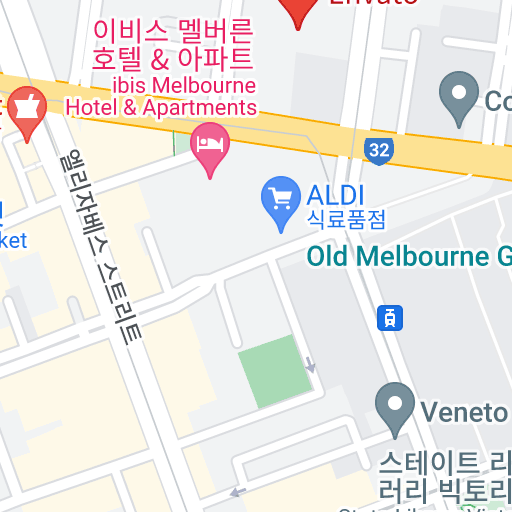 Envato
이비스 멜버른
호텔 & 아파트
ibis Melbourne
Hotel & Apartments
Co
32
엘리자베스 스트리트
ALDI
식료품점
ket
Old Melbourne G
Veneto
스테이트 리
러리 빅토리